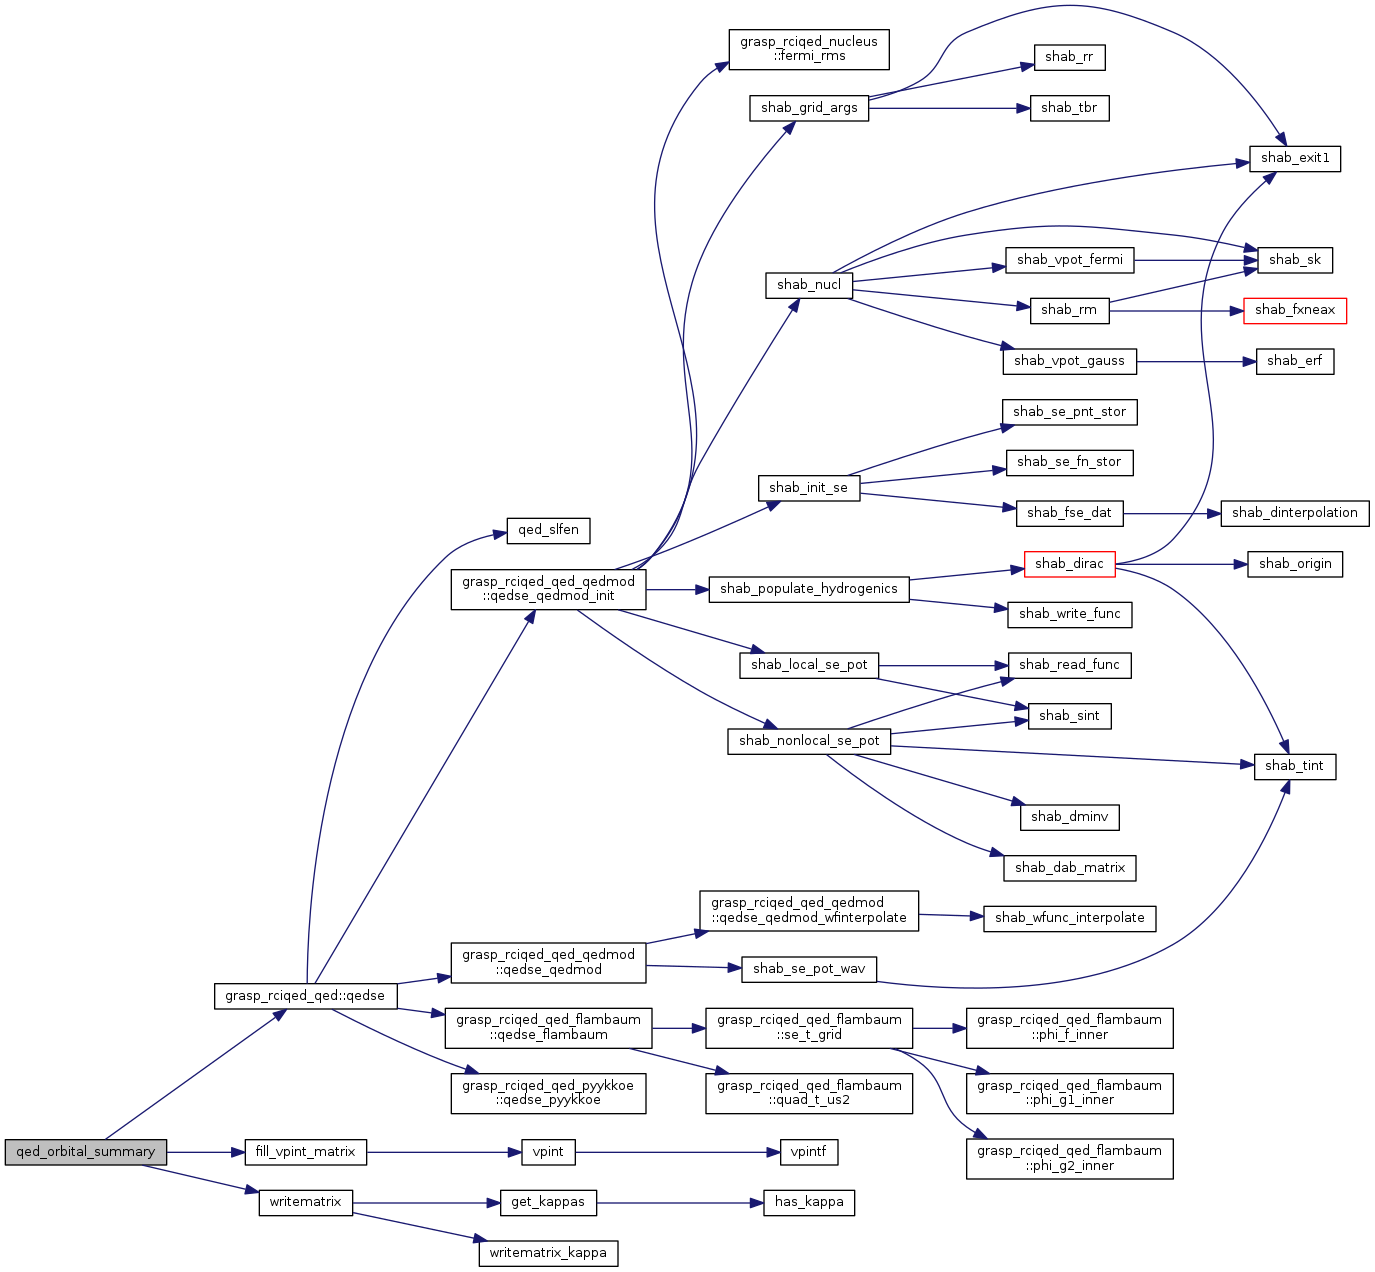 grasp_rciqed_nucleus
::fermi_rms
shab_rr
shab_grid_args
shab_tbr
shab_exit1
shab_vpot_fermi
shab_sk
shab_nucl
shab_rm
shab_fxneax
shab_vpot_gauss
shab_erf
shab_se_pnt_stor
shab_se_fn_stor
shab_init_se
shab_fse_dat
shab_dinterpolation
qed_slfen
shab_dirac
shab_origin
grasp_rciqed_qed_qedmod
::qedse_qedmod_init
shab_populate_hydrogenics
shab_write_func
shab_local_se_pot
shab_read_func
shab_sint
shab_nonlocal_se_pot
shab_tint
shab_dminv
shab_dab_matrix
grasp_rciqed_qed_qedmod
::qedse_qedmod_wfinterpolate
shab_wfunc_interpolate
grasp_rciqed_qed_qedmod
::qedse_qedmod
shab_se_pot_wav
grasp_rciqed_qed::qedse
grasp_rciqed_qed_flambaum
::qedse_flambaum
grasp_rciqed_qed_flambaum
::se_t_grid
grasp_rciqed_qed_flambaum
::phi_f_inner
grasp_rciqed_qed_pyykkoe
::qedse_pyykkoe
grasp_rciqed_qed_flambaum
::quad_t_us2
grasp_rciqed_qed_flambaum
::phi_g1_inner
qed_orbital_summary
fill_vpint_matrix
vpint
vpintf
grasp_rciqed_qed_flambaum
::phi_g2_inner
writematrix
get_kappas
has_kappa
writematrix_kappa